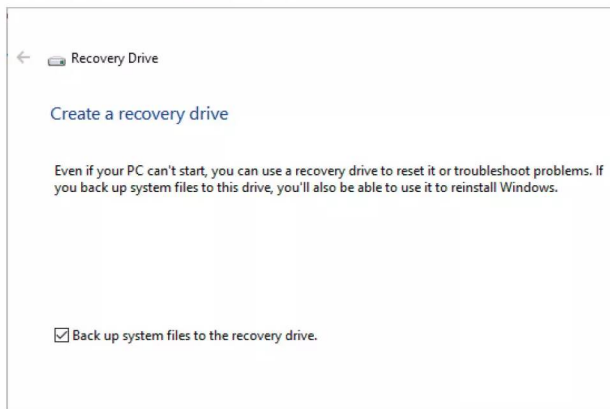 Recovery Drive
Create a recovery drive
Even if your PC can't start, you can use a recovery drive to reset it or troubleshoot problems. If
you back up system files to this drive, you'll also be able to use it to reinstall Windows.
Back up system files to the recovery drive.